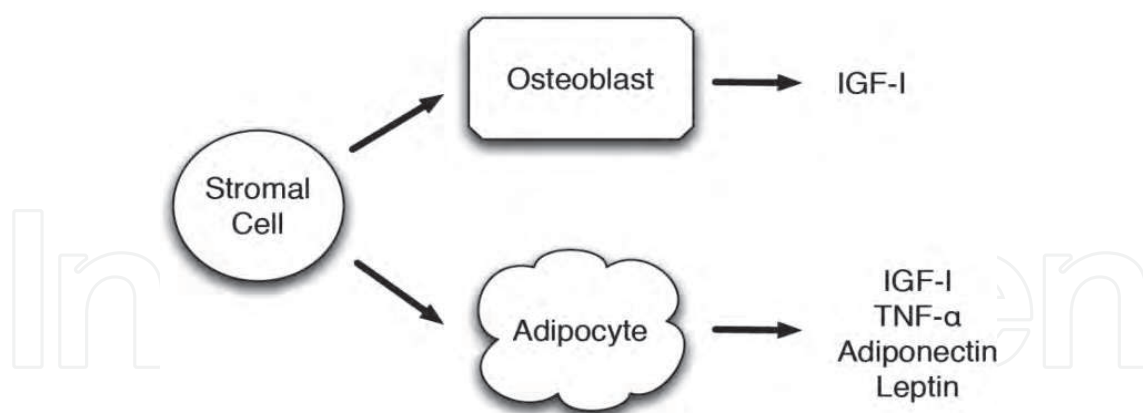 Osteoblast
IGF-I
Stromal
Cell
Adipocyte
IGF-I
TNF-α
Adiponectin
Leptin